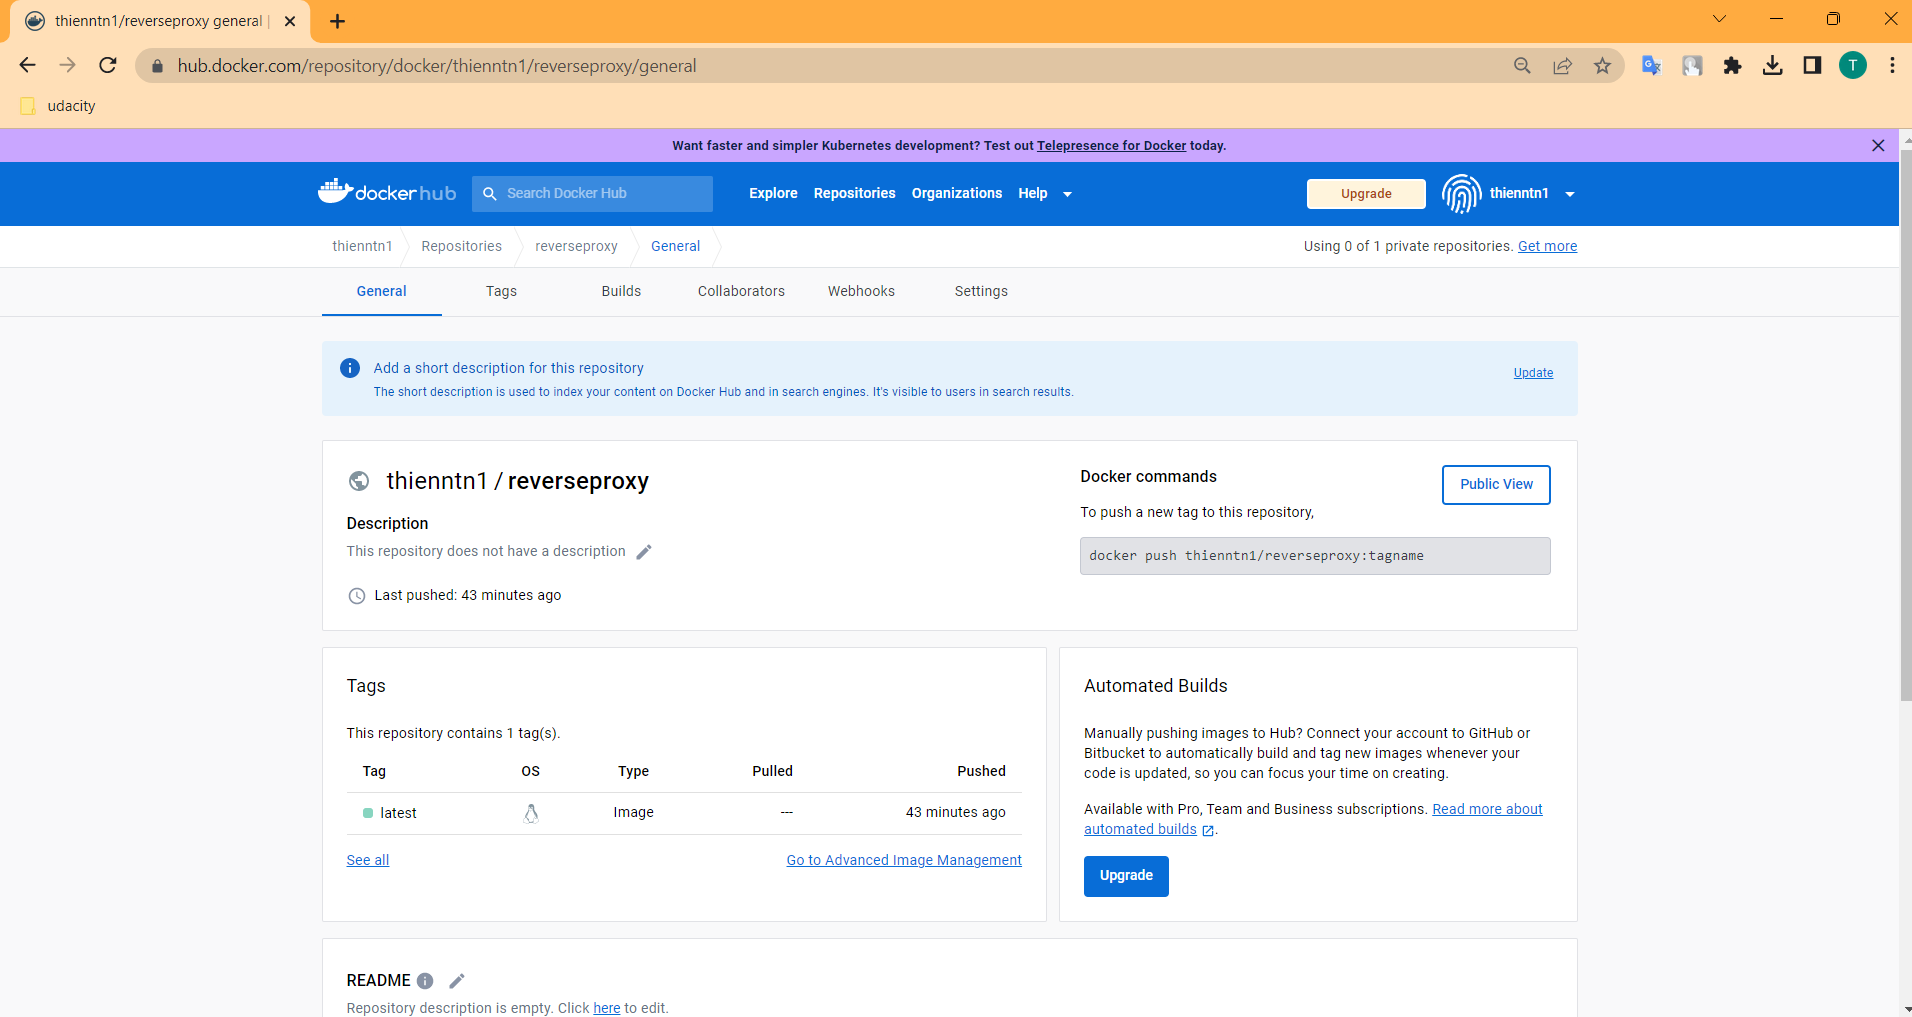 thienntn1/reverseproxy general |
hub.docker.com/repository/docker/thienntn1/reverseproxy/general
T
udacity
Want faster and simpler Kubernetes development? Test out Telepresence for Docker today.
dockerhub
Search Docker Hub
Explore Repositories Organizations Help
Upgrade
thienntn1
thienntn1 Repositories reverseproxy General
Using 0 of 1 private repositories. Get more
General Tags Builds Collaborators Webhooks Settings
Add a short description for this repository
The short description is used to index your content on Docker Hub and in search engines. It's visible to users in search results.
Update
thienntn1 / reverseproxy
Description
This repository does not have a description
Last pushed: 43 minutes ago
Docker commands
Public View
To push a new tag to this repository,
docker push thienntn1/reverseproxy:tagname
Tags
This repository contains 1 tag(s).
Tag OS Type Pulled Pushed
latest Image --- 43 minutes ago
See all Go to Advanced Image Management
Automated Builds
Manually pushing images to Hub? Connect your account to GitHub or
Bitbucket to automatically build and tag new images whenever your
code is updated, so you can focus your time on creating.
Available with Pro, Team and Business subscriptions. Read more about
automated builds .
Upgrade
README
Repository description is empty. Click here to edit.